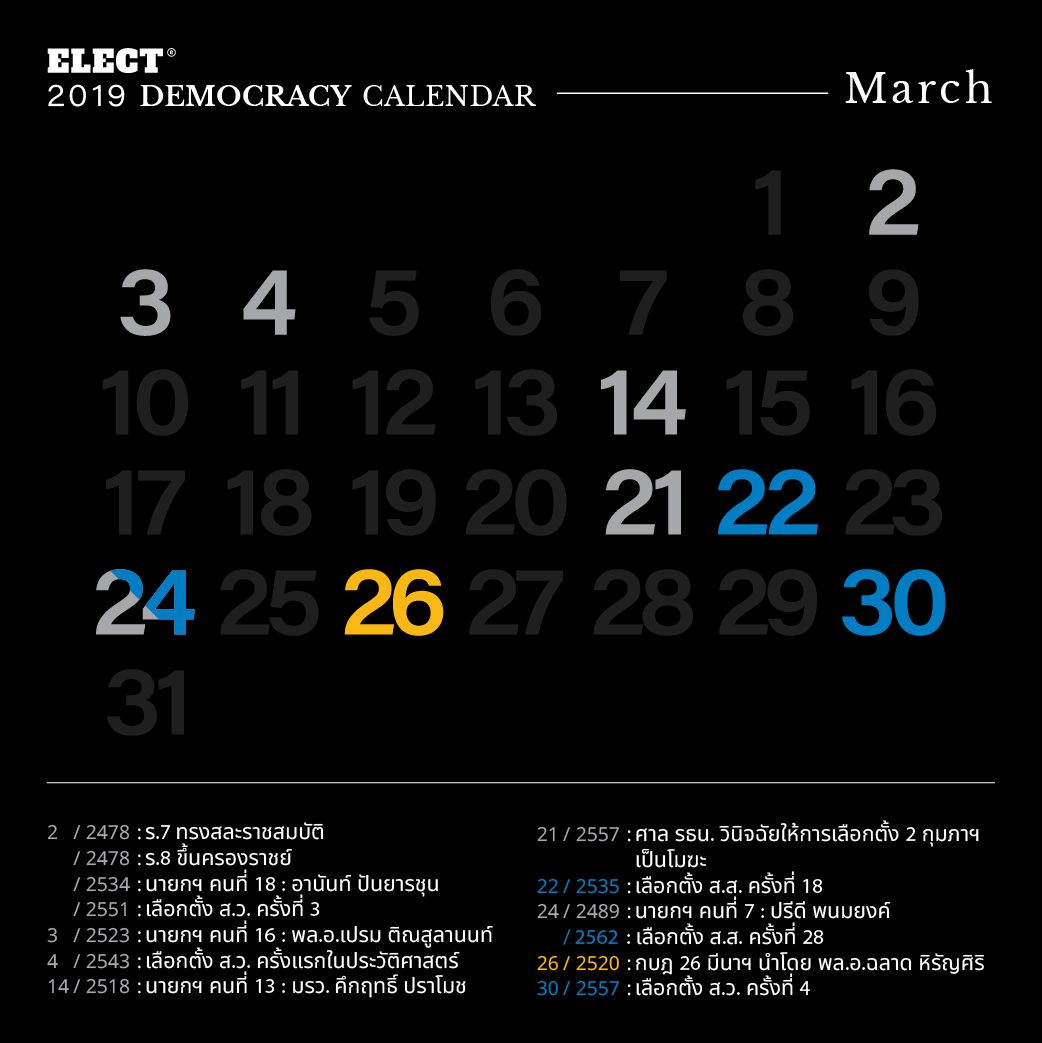 ELECT®
2019 DEMOCRACY CALENDAR
March
1 2
3 4 5 6 7 8 9
10 11 12 13 14 15 16
17 18 19 20 21 22 23
24 25 26 27 28 29 30
31
2 / 2478 : ร.7 ทรงสละราชสมบัติ
/ 2478 : ร.8 ขึ้นครองราชย์
/ 2534 : นายกฯ คนที่ 18 : อานันท์ ปันยารชุน
/ 2551 : เลือกตั้ง ส.ว. ครั้งที่ 3
3 / 2523 : นายกฯ คนที่ 16 : พล.อ.เปรม ติณสูลานนท์
4 / 2543 : เลือกตั้ง ส.ว. ครั้งแรกในประวัติศาสตร์
14 / 2518 : นายกฯ คนที่ 13 : มรว. คึกฤทธิ์ ปราโมช
21 / 2557 : ศาล รธน. วินิจฉัยให้การเลือกตั้ง 2 กุมภาฯ
เป็นโมฆะ
22 / 2535 : เลือกตั้ง ส.ส. ครั้งที่ 18
24 / 2489 : นายกฯ คนที่ 7 : ปรีดี พนมยงค์
/ 2562 : เลือกตั้ง ส.ส. ครั้งที่ 28
26 / 2520 : กบฎ 26 มีนาฯ นำโดย พล.อ.ฉลาด หิรัญศิริ
30 / 2557 : เลือกตั้ง ส.ว. ครั้งที่ 4